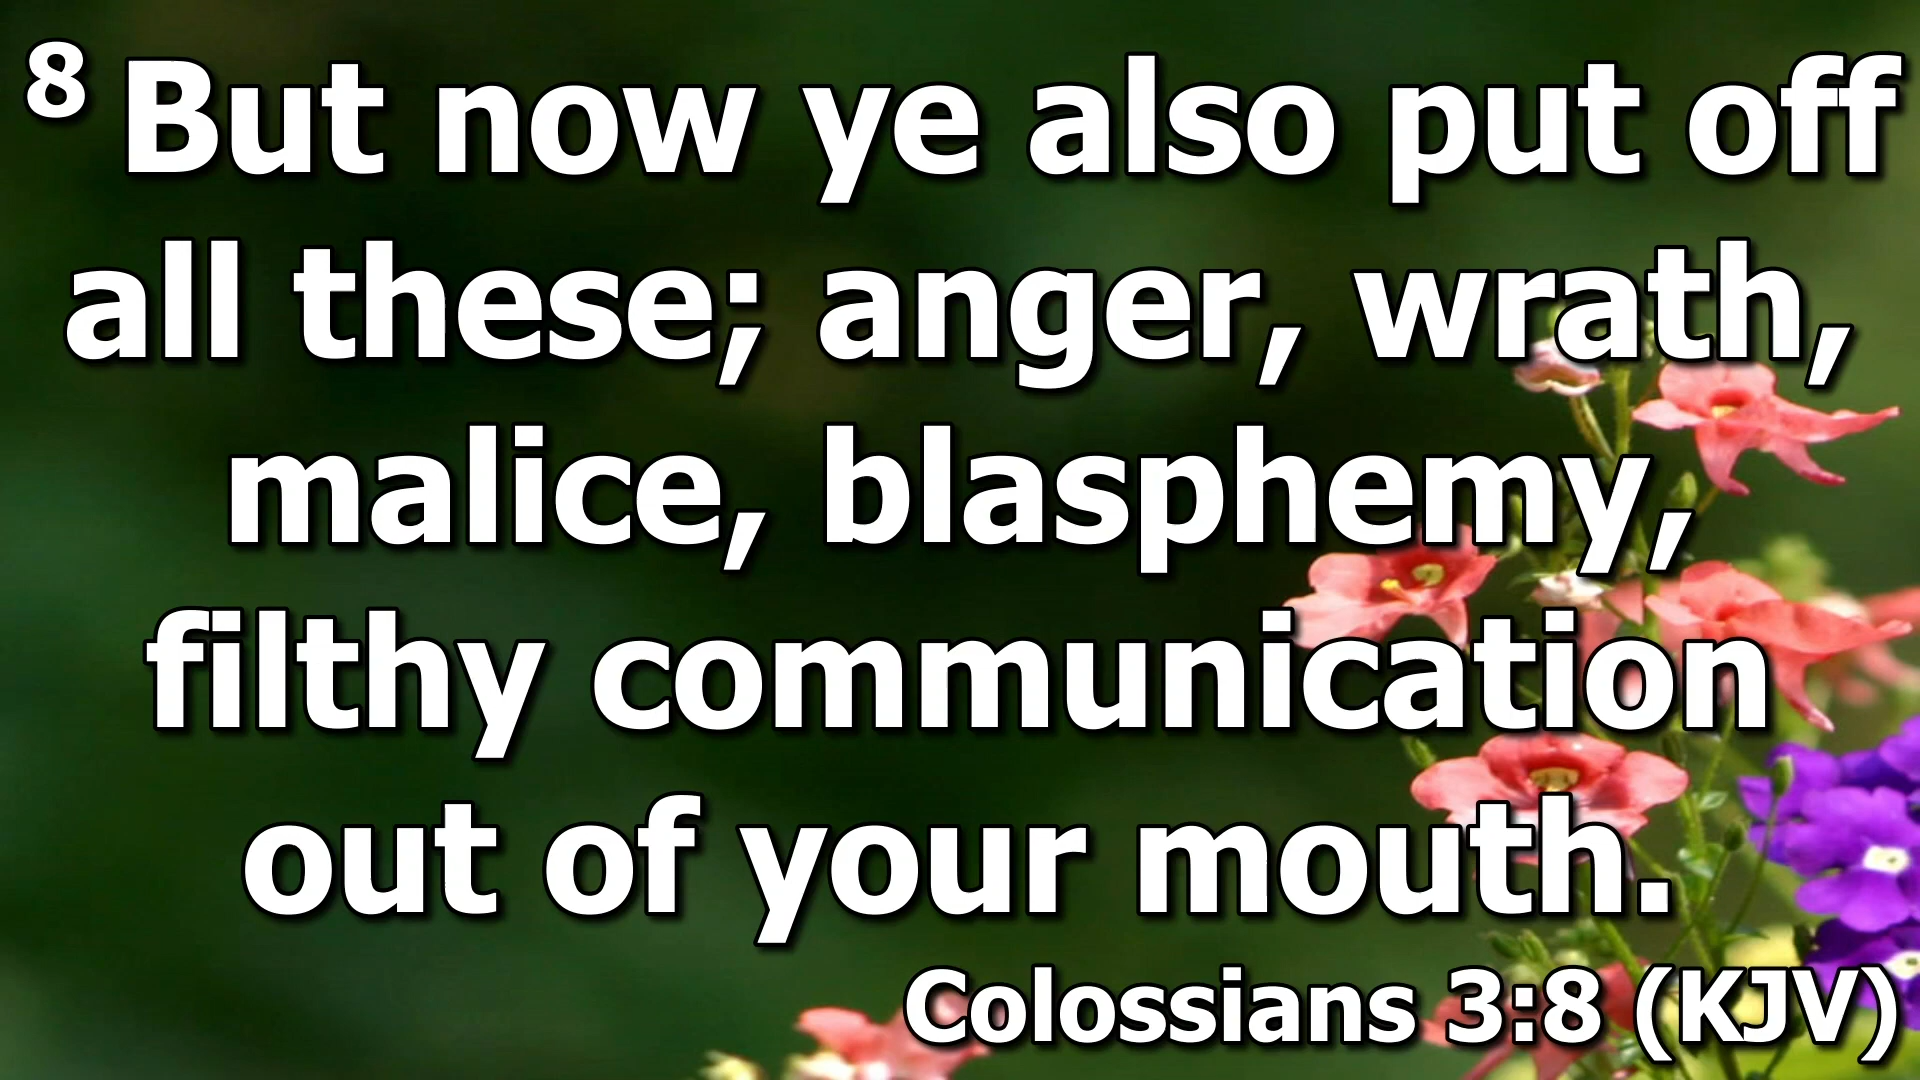 8 But now ye also put off
all these; anger, wrath,
malice, blasphemy,
filthy communication
out of your mouth.
Colossians 3:8 (KJV)